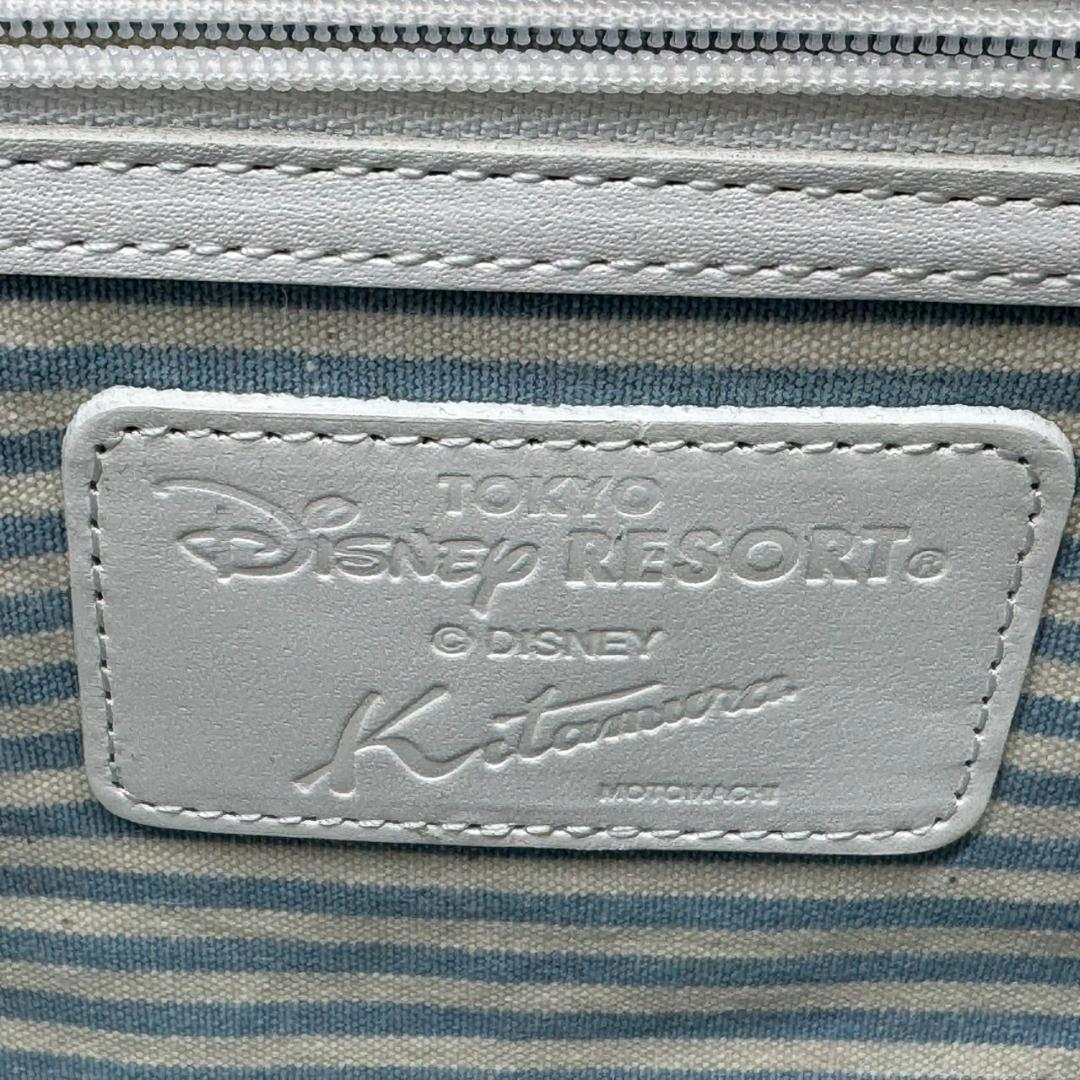 TOKYO
Disney RESORT®
© DISNEY
Kitamura
MOTOMACHI